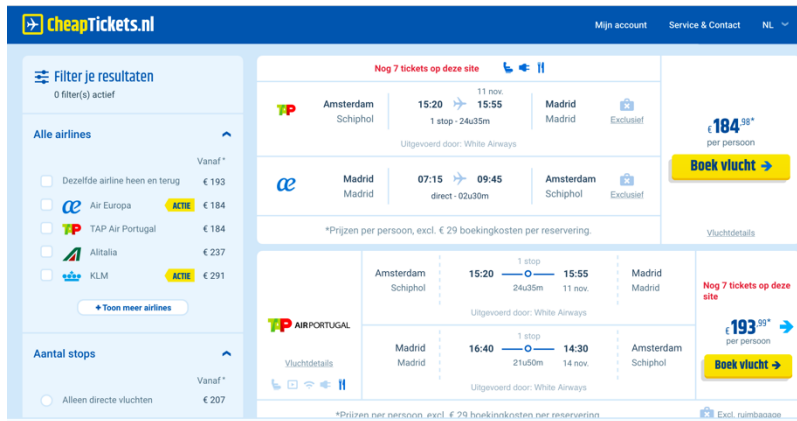 CheapTickets.nl
Mijn account Service & Contact NL
Filter je resultaten
0 filter(s) actief
Alle airlines
Vanaf*
Dezelfde airline heen en terug € 193
Air Europa ACTIE € 184
TAP Air Portugal € 184
Alitalia € 237
KLM ACTIE € 291
+ Toon meer airlines
Aantal stops
Vanaf*
Alleen directe vluchten € 207
Nog 7 tickets op deze site
11 nov.
TAP Amsterdam 15:20 15:55 Madrid
Schiphol 1 stop - 24u35m Madrid Exclusief
Uitgevoerd door: White Airways
Madrid 07:15 09:45 Amsterdam
Madrid direct - 02u30m Schiphol Exclusief
*Prijzen per persoon, excl. € 29 boekingkosten per reservering.
€ 184,98*
per persoon
Boek vlucht
Vluchtdetails
TAP AIRPORTUGAL
Vluchtdetails
1 stop
Amsterdam 15:20 15:55 Madrid
Schiphol 24u35m 11 nov. Madrid
Uitgevoerd door: White Airways
1 stop
Madrid 16:40 14:30 Amsterdam
Madrid 21u50m 14 nov. Schiphol
Uitgevoerd door: White Airways
*Prijzen per persoon, excl. € 29 boekingkosten per reservering.
Nog 7 tickets op deze
site
€ 193,99*
per persoon
Boek vlucht
Excl. ruimbagage